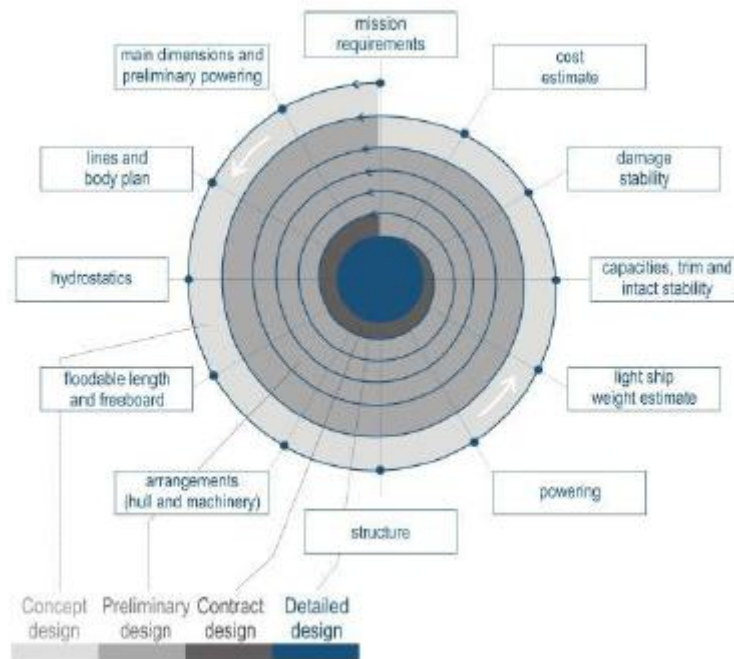 mission
requirements
main dimensions and
preliminary powering
cost
estimate
lines and
body plan
damage
stability
hydrostatics
capacities, trim and
intact stability
floodable length
and freeboard
light ship
weight estimate
arrangements
(hull and machinery)
powering
structure
Concept
design
Preliminary
design
Contract
design
Detailed
design